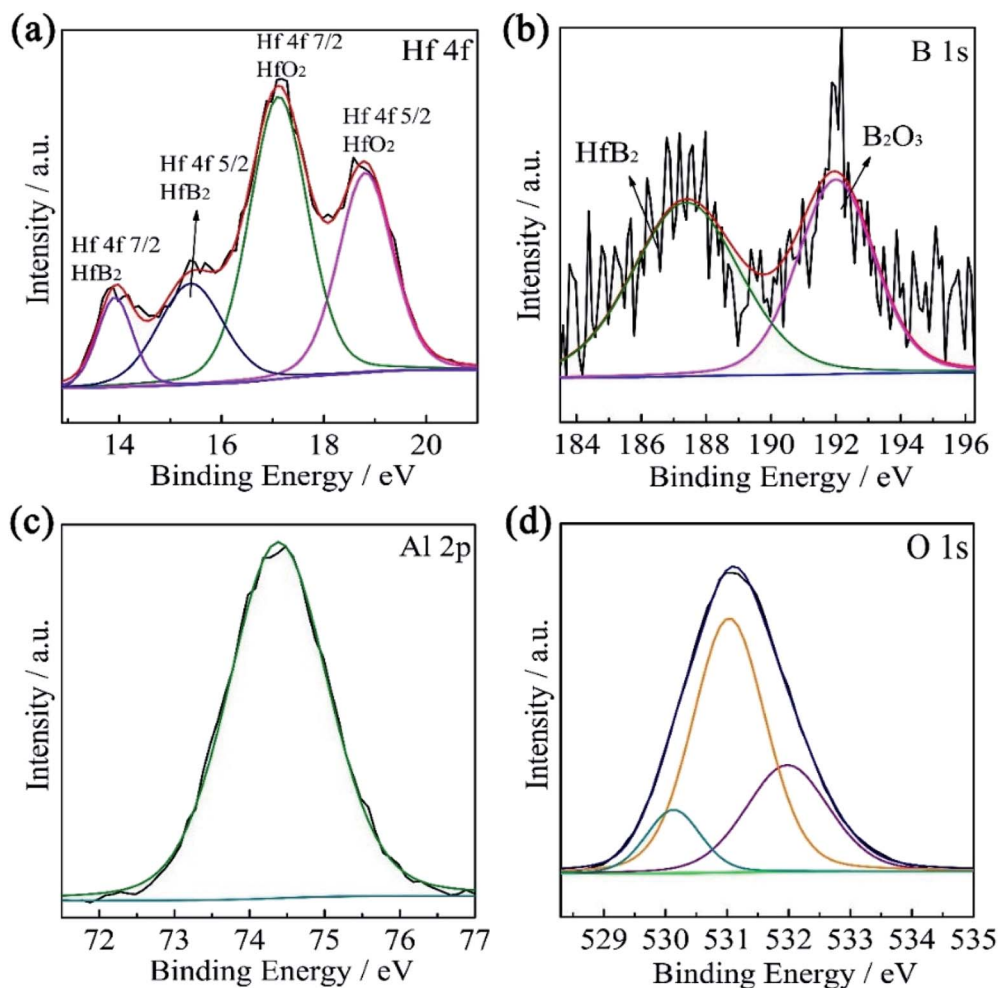 (a)
Hf 4f
Hf 4f 7/2
HfO₂
Hf 4f 5/2
HfO₂
Hf 4f 5/2
HfB₂
Hf 4f 7/2
HfB₂
Intensity / a.u.
14 16 18 20
Binding Energy / eV
(b)
B 1s
HfB₂
B₂O₃
Intensity / a.u.
184 186 188 190 192 194 196
Binding Energy / eV
(c)
Al 2p
Intensity / a.u.
72 73 74 75 76 77
Binding Energy / eV
(d)
O 1s
Intensity / a.u.
529 530 531 532 533 534 535
Binding Energy / eV